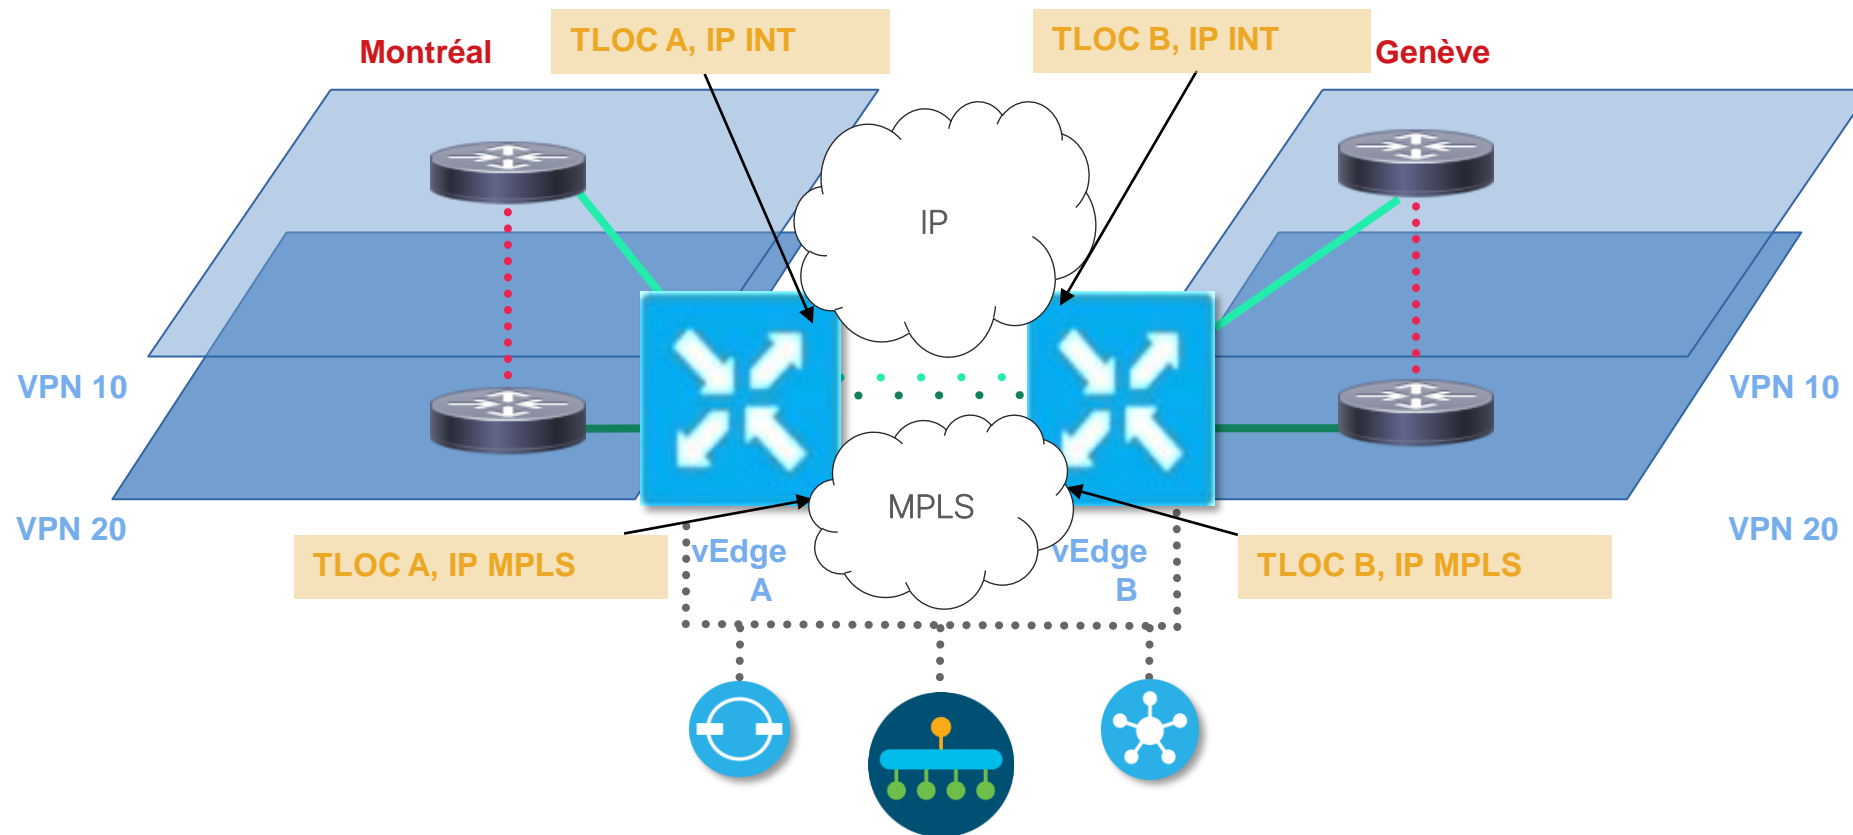 TLOC A, IP INT
TLOC B, IP INT
Montréal
Genève
IP
VPN 10
VPN 10
MPLS
VPN 20
VPN 20
TLOC A, IP MPLS
vEdge
A
vEdge
B
TLOC B, IP MPLS